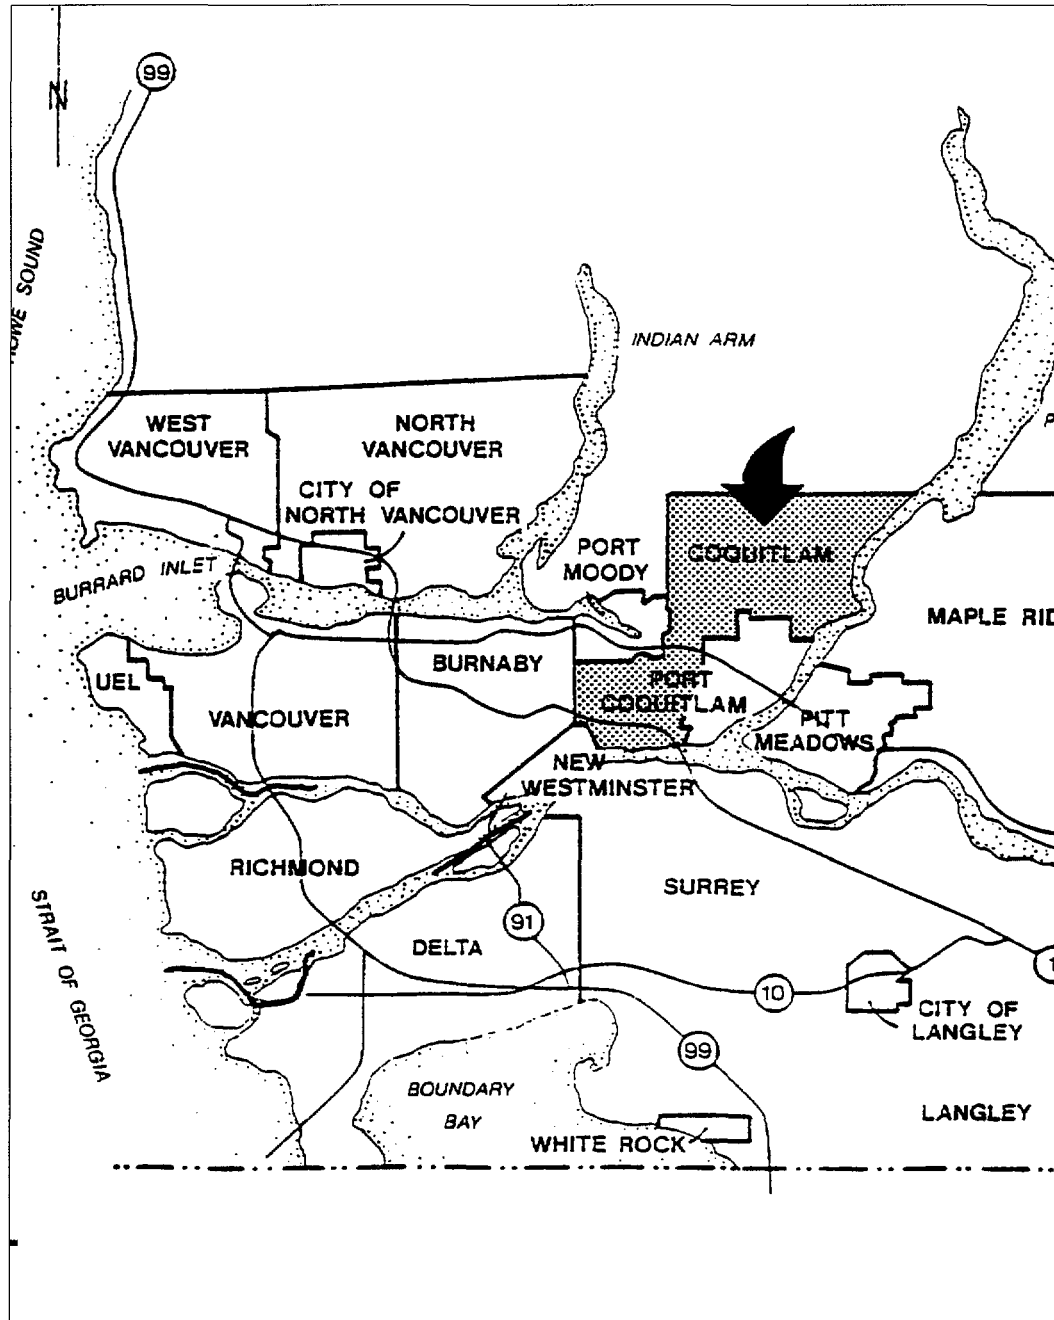 99
N
HOWE SOUND
INDIAN ARM
WEST
VANCOUVER
NORTH
VANCOUVER
P
CITY OF
NORTH VANCOUVER
COQUITLAM
PORT
MOODY
BURRARD INLET
MAPLE RID
BURNABY
UEL
PORT
COQUITLAM
VANCOUVER
PITT
MEADOWS
NEW
WESTMINSTER
RICHMOND
SURREY
STRAIT OF GEORGIA
91
DELTA
1
10
CITY OF
LANGLEY
99
BOUNDARY
BAY
LANGLEY
WHITE ROCK